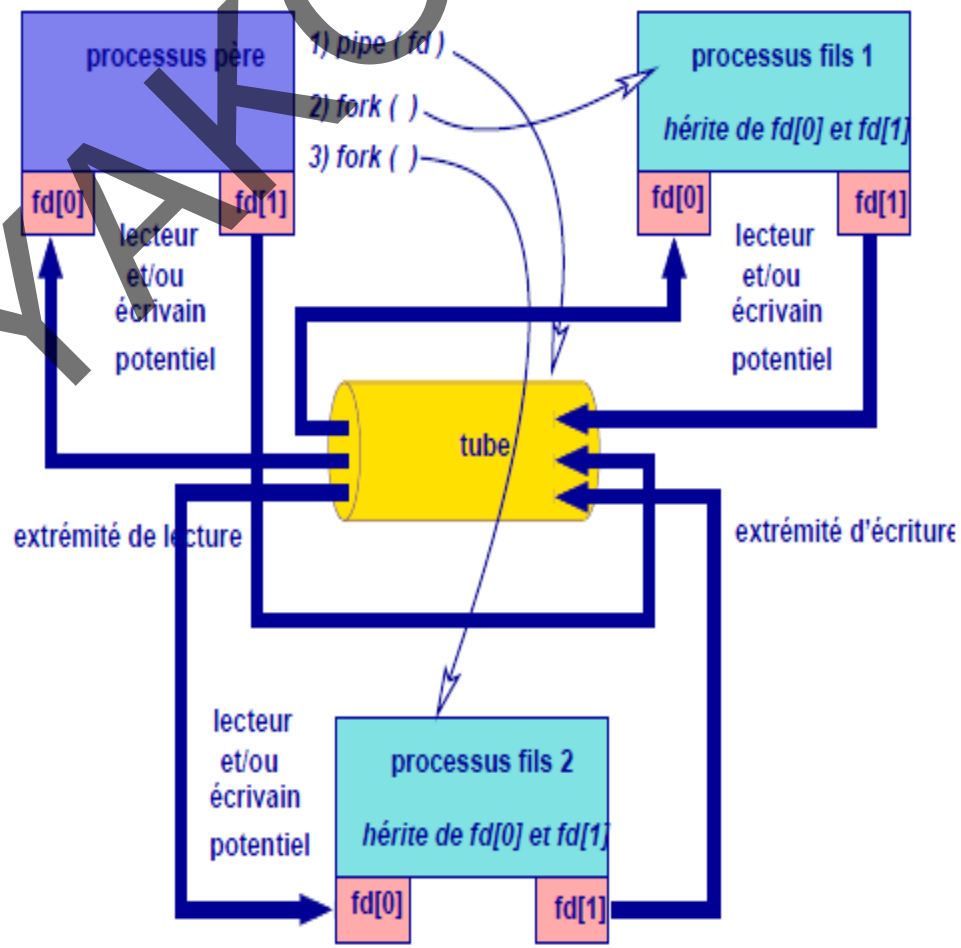 processus père
1) pipe ( fd )
2) fork ( )
3) fork ( )
processus fils 1
hérite de fd[0] et fd[1]
fd[0]
fd[1]
fd[0]
fd[1]
lecteur
et/ou
écrivain
potentiel
lecteur
et/ou
écrivain
potentiel
tube
extrémité de lecture
extrémité d'écriture
lecteur
et/ou
écrivain
potentiel
processus fils 2
hérite de fd[0] et fd[1]
fd[0]
fd[1]